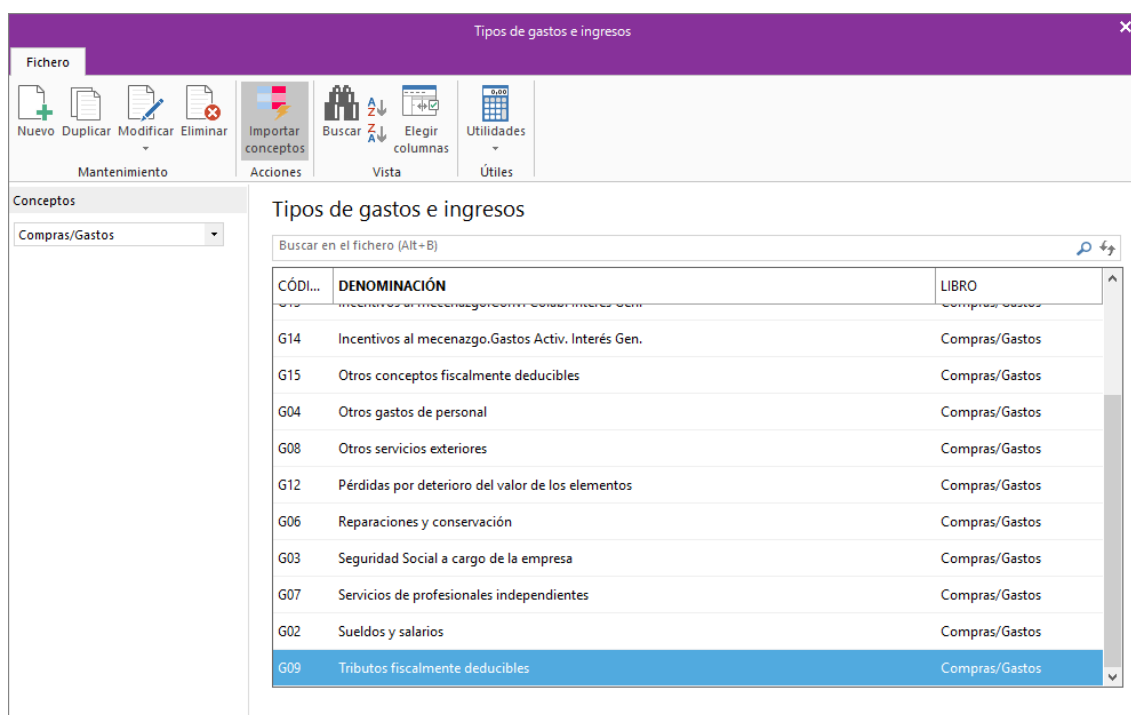 Tipos de gastos e ingresos
Fichero
Nuevo Duplicar Modificar Eliminar
Importar conceptos
Buscar
Elegir columnas
Utilidades
Mantenimiento
Acciones
Vista
Útiles
Conceptos
Compras/Gastos
Tipos de gastos e ingresos
Buscar en el fichero (Alt+B)
CÓDI... DENOMINACIÓN LIBRO
G14 Incentivos al mecenazgo.Gastos Activ. Interés Gen. Compras/Gastos
G15 Otros conceptos fiscalmente deducibles Compras/Gastos
G04 Otros gastos de personal Compras/Gastos
G08 Otros servicios exteriores Compras/Gastos
G12 Pérdidas por deterioro del valor de los elementos Compras/Gastos
G06 Reparaciones y conservación Compras/Gastos
G03 Seguridad Social a cargo de la empresa Compras/Gastos
G07 Servicios de profesionales independientes Compras/Gastos
G02 Sueldos y salarios Compras/Gastos
G09 Tributos fiscalmente deducibles Compras/Gastos